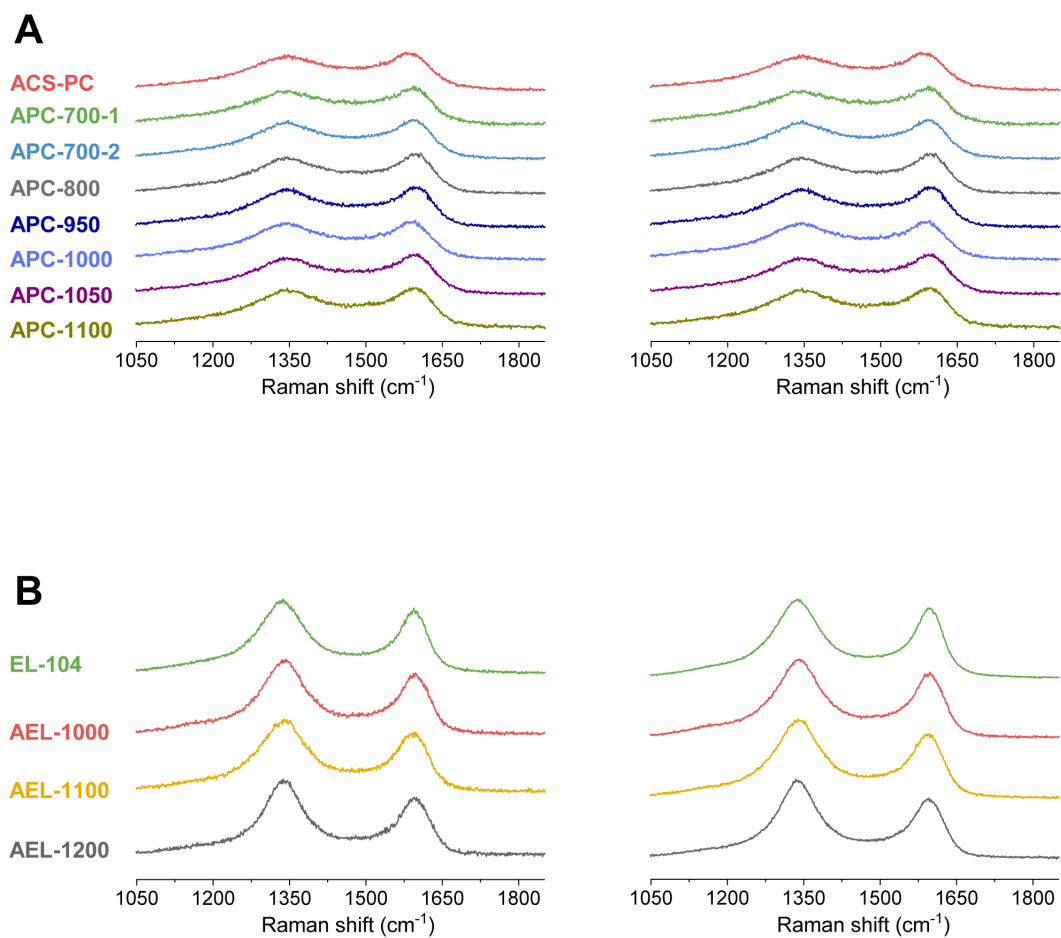 A
ACS-PC
APC-700-1
APC-700-2
APC-800
APC-950
APC-1000
APC-1050
APC-1100
1050 1200 1350 1500 1650 1800
Raman shift (cm⁻¹)
1050 1200 1350 1500 1650 1800
Raman shift (cm⁻¹)
B
EL-104
AEL-1000
AEL-1100
AEL-1200
1050 1200 1350 1500 1650 1800
Raman shift (cm⁻¹)
1050 1200 1350 1500 1650 1800
Raman shift (cm⁻¹)